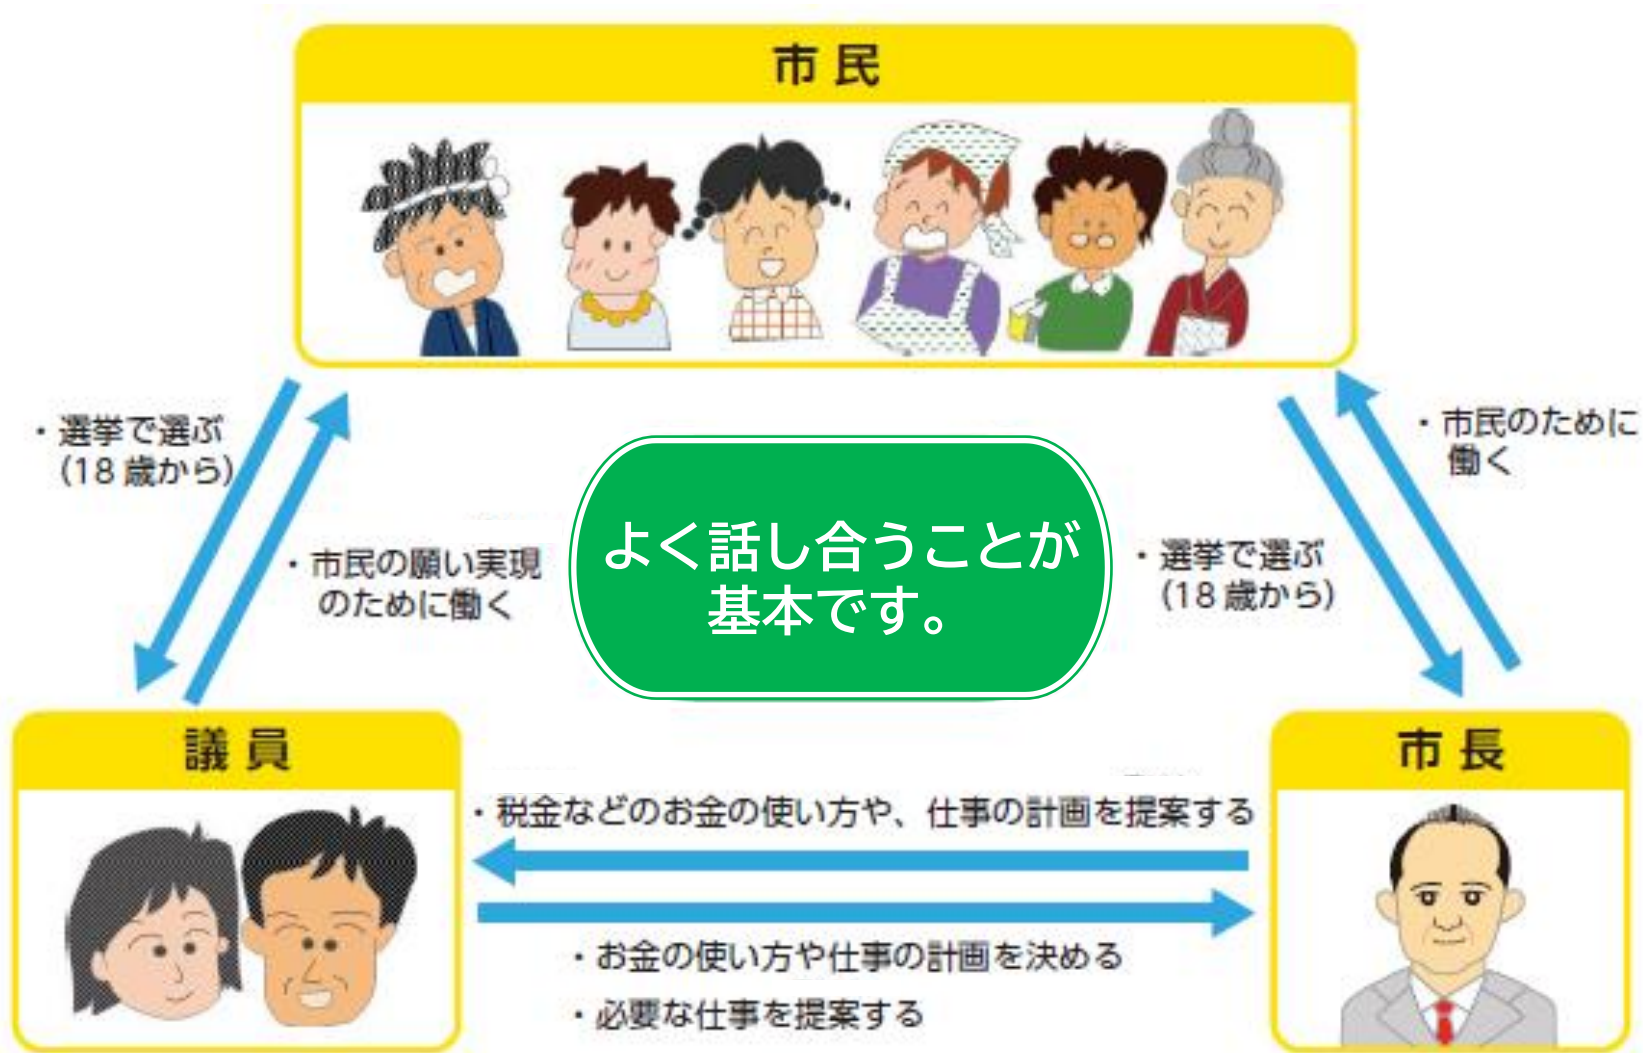 市民
・選挙で選ぶ
(18歳から)
・市民の願い実現
のために働く
よく話し合うことが
基本です。
・選挙で選ぶ
(18歳から)
・市民のために
働く
議員
市長
・税金などのお金の使い方や、仕事の計画を提案する
・お金の使い方や仕事の計画を決める
・必要な仕事を提案する